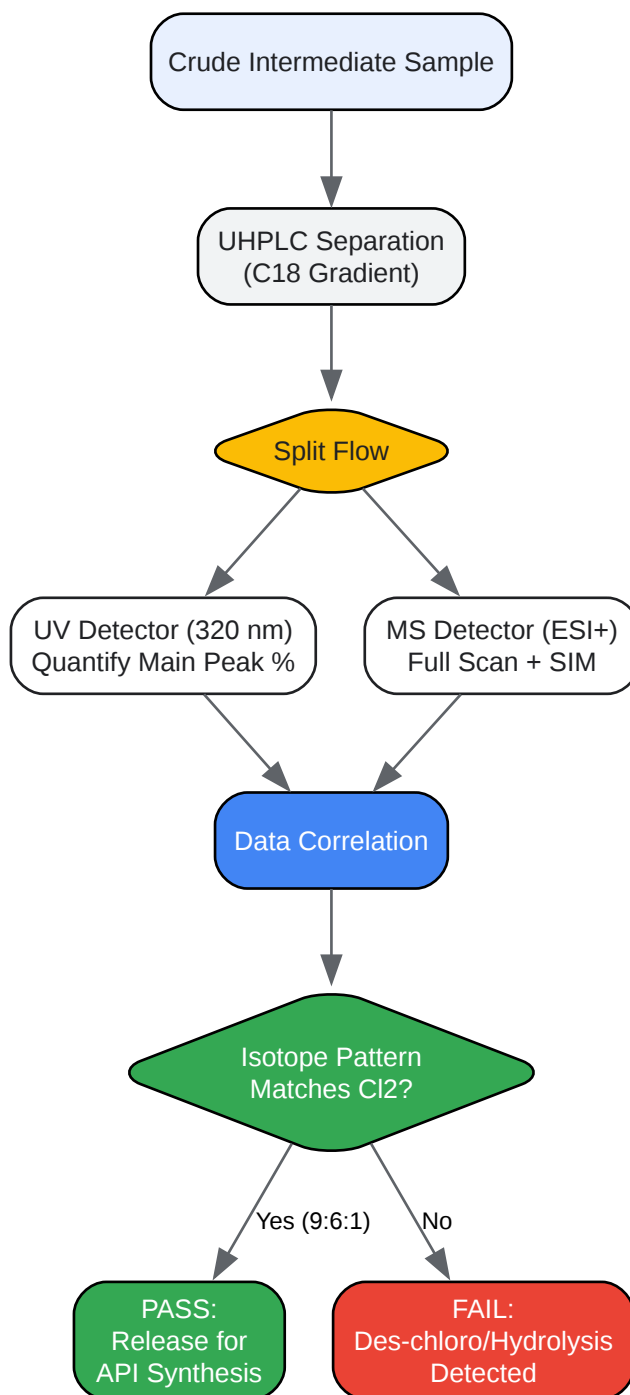 Crude Intermediate Sample
UHPLC Separation
(C18 Gradient)
Split Flow
UV Detector (320 nm)
Quantify Main Peak %
MS Detector (ESI+)
Full Scan + SIM
Data Correlation
Isotope Pattern
Matches Cl2?
Yes (9:6:1)
No
PASS:
Release for
API Synthesis
FAIL:
Des-chloro/Hydrolysis
Detected